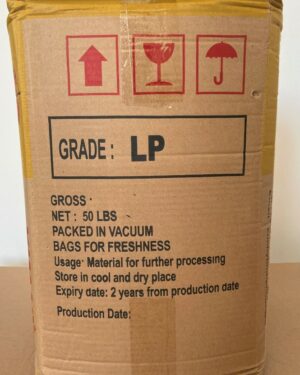 GRADE : LP
GROSS ·
NET : 50 LBS
PACKED IN VACUUM
BAGS FOR FRESHNESS
Usage· Material for further processing
Store in cool and dry place
Expiry date: 2 years from production date
Production Date: